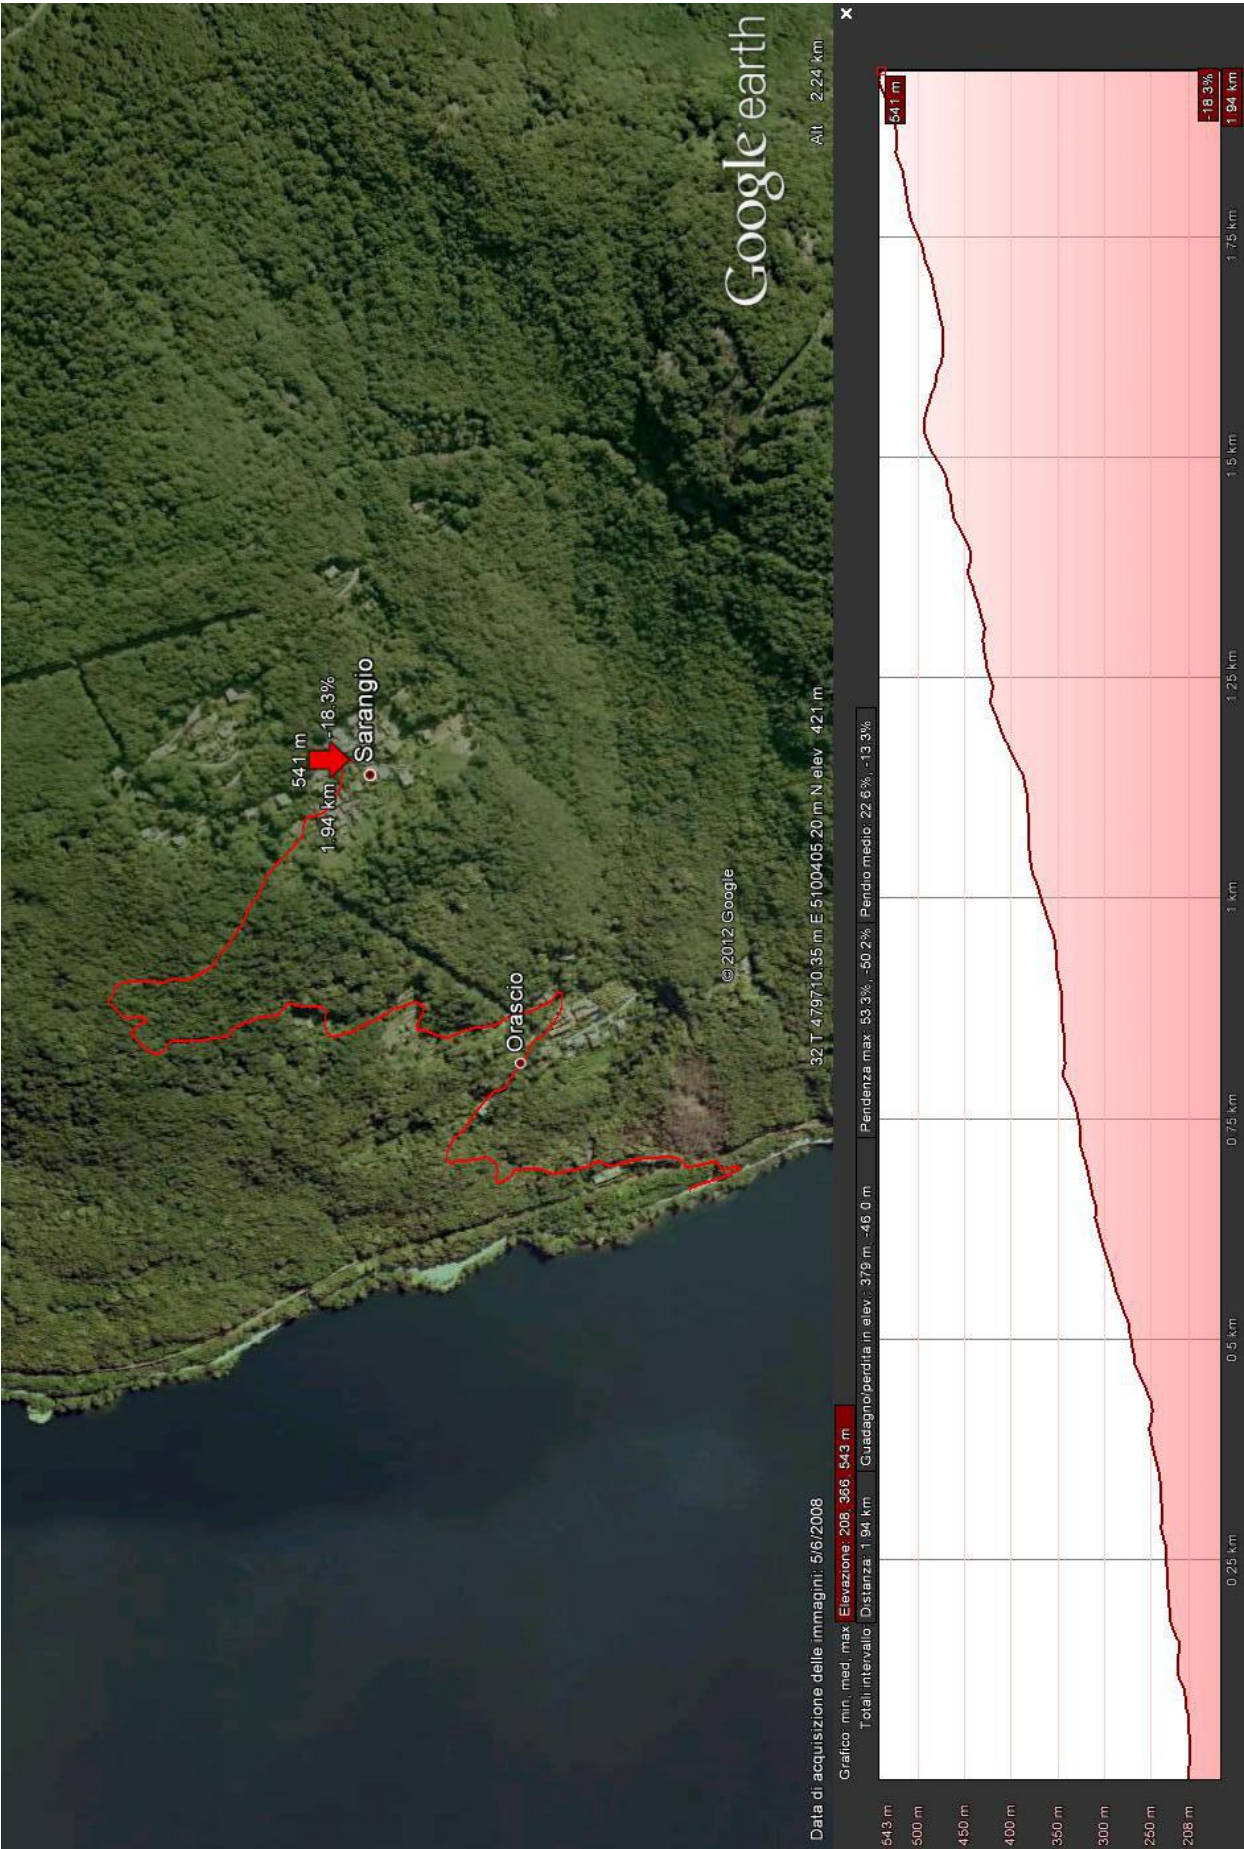 541 m
1.94 km -18.3%
Sarangio
Orascio
© 2012 Google
Google earth
Data di acquisizione delle immagini: 5/6/2008 32 T 479710.35 m E 5100405.20 m N elev 421 m Alt 2.24 km
Grafico: min, med, max Elevazione: 208, 366, 543 m
Totali intervallo: Distanza: 1.94 km Guadagno/perdita in elev.: 379 m, -46.0 m Pendenza max: 53.3%, -50.2% Pendio medio: 22.6%, -13.3%
543 m
500 m
450 m
400 m
350 m
300 m
250 m
208 m
541 m
-18.3%
0.25 km 0.5 km 0.75 km 1 km 1.25 km 1.5 km 1.75 km 1.94 km